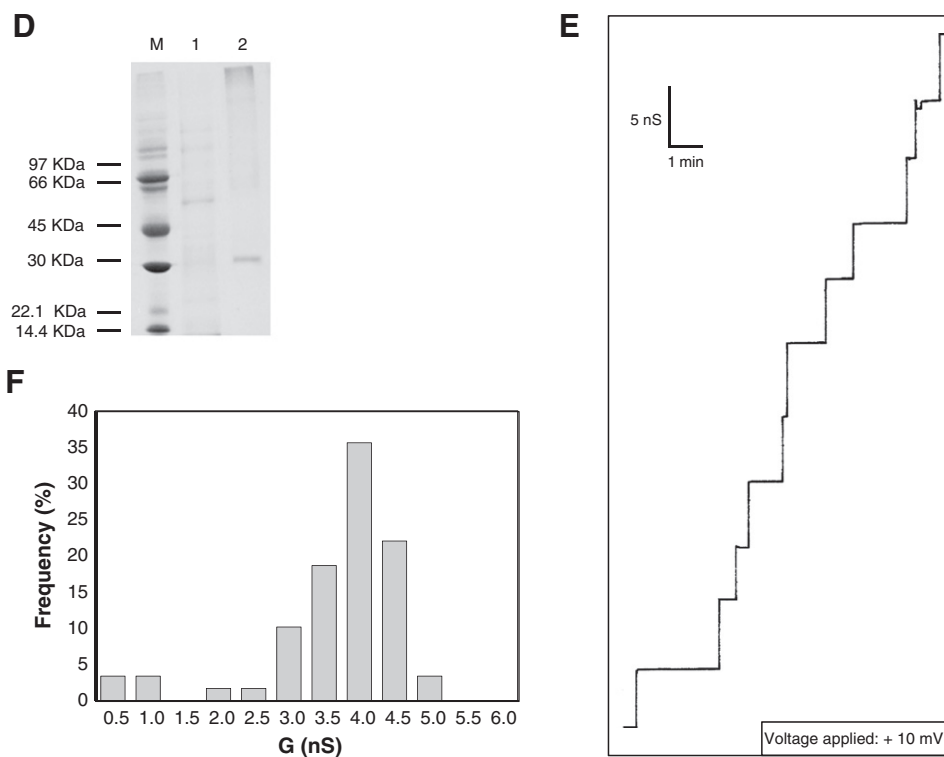 D
M 1 2
97 KDa
66 KDa
45 KDa
30 KDa
22.1 KDa
14.4 KDa
E
5 nS
1 min
Voltage applied: + 10 mV
F
Frequency (%)
40
35
30
25
20
15
10
5
0
0.5 1.0 1.5 2.0 2.5 3.0 3.5 4.0 4.5 5.0 5.5 6.0
G (nS)